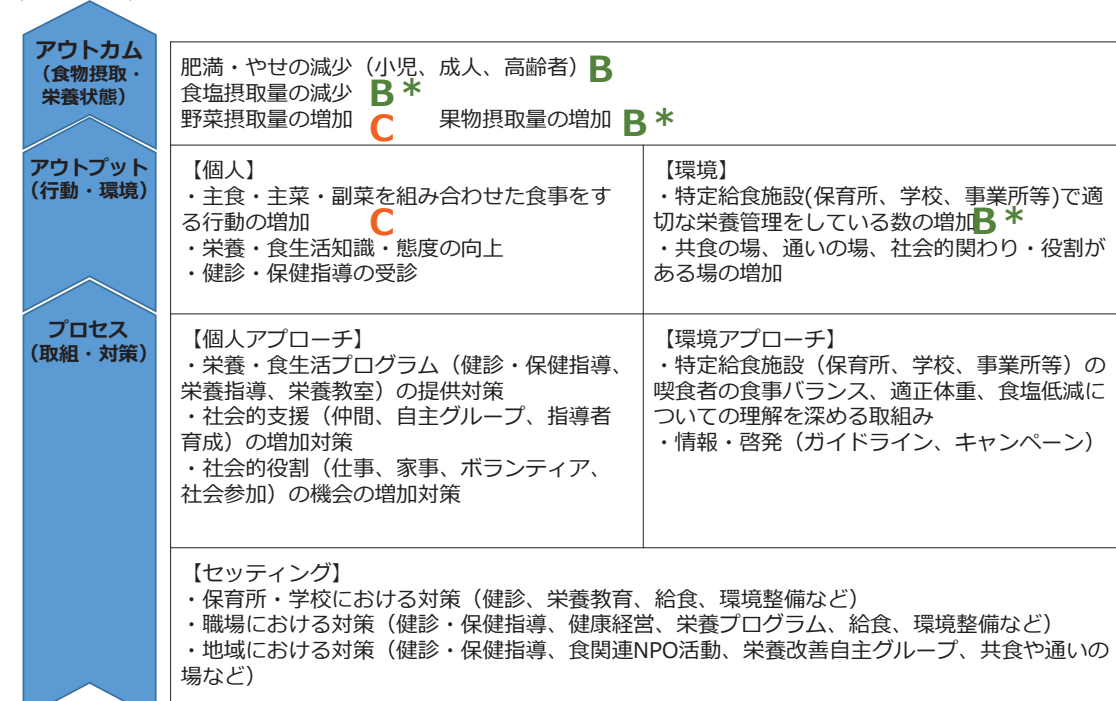 アウトカム
（食物摂取・
栄養状態）
肥満・やせの減少（小児、成人、高齢者）B
食塩摂取量の減少 B＊
野菜摂取量の増加 C 果物摂取量の増加 B＊
アウトプット
（行動・環境）
【個人】
・主食・主菜・副菜を組み合わせた食事をす
る行動の増加 C
・栄養・食生活知識・態度の向上
・健診・保健指導の受診
【環境】
・特定給食施設(保育所、学校、事業所等)で適
切な栄養管理をしている数の増加B＊
・共食の場、通いの場、社会的関わり・役割が
ある場の増加
プロセス
（取組・対策）
【個人アプローチ】
・栄養・食生活プログラム（健診・保健指導、
栄養指導、栄養教室）の提供対策
・社会的支援（仲間、自主グループ、指導者
育成）の増加対策
・社会的役割（仕事、家事、ボランティア、
社会参加）の機会の増加対策
【環境アプローチ】
・特定給食施設（保育所、学校、事業所等）の
喫食者の食事バランス、適正体重、食塩低減に
ついての理解を深める取組み
・情報・啓発（ガイドライン、キャンペーン）
【セッティング】
・保育所・学校における対策（健診、栄養教育、給食、環境整備など）
・職場における対策（健診・保健指導、健康経営、栄養プログラム、給食、環境整備など）
・地域における対策（健診・保健指導、食関連NPO活動、栄養改善自主グループ、共食や通いの
場など）